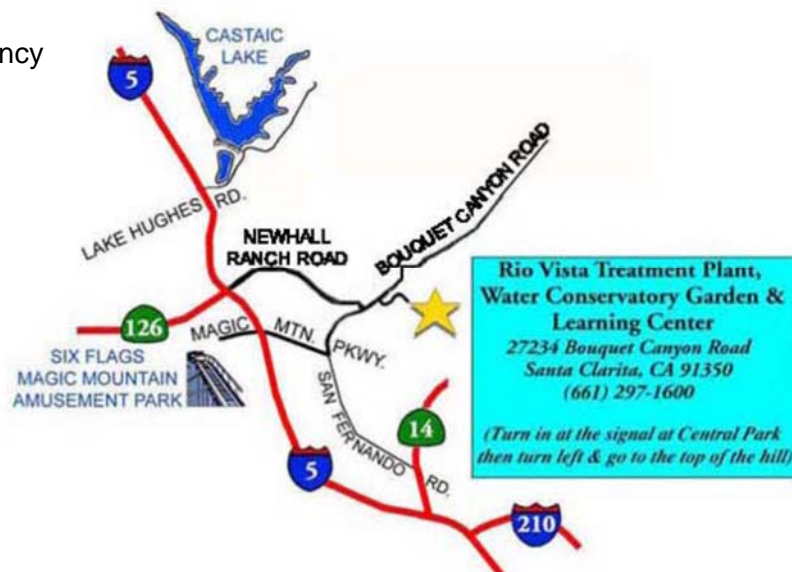 ncy
CASTAIC
LAKE
5
LAKE HUGHES RD.
BOUQUET CANYON ROAD
NEWHALL
RANCH ROAD
126
MAGIC MTN. PKWY.
SIX FLAGS
MAGIC MOUNTAIN
AMUSEMENT PARK
SAN FERNANDO RD.
14
5
210
Rio Vista Treatment Plant,
Water Conservatory Garden &
Learning Center
27234 Bouquet Canyon Road
Santa Clarita, CA 91350
(661) 297-1600
(Turn in at the signal at Central Park
then turn left & go to the top of the hill)